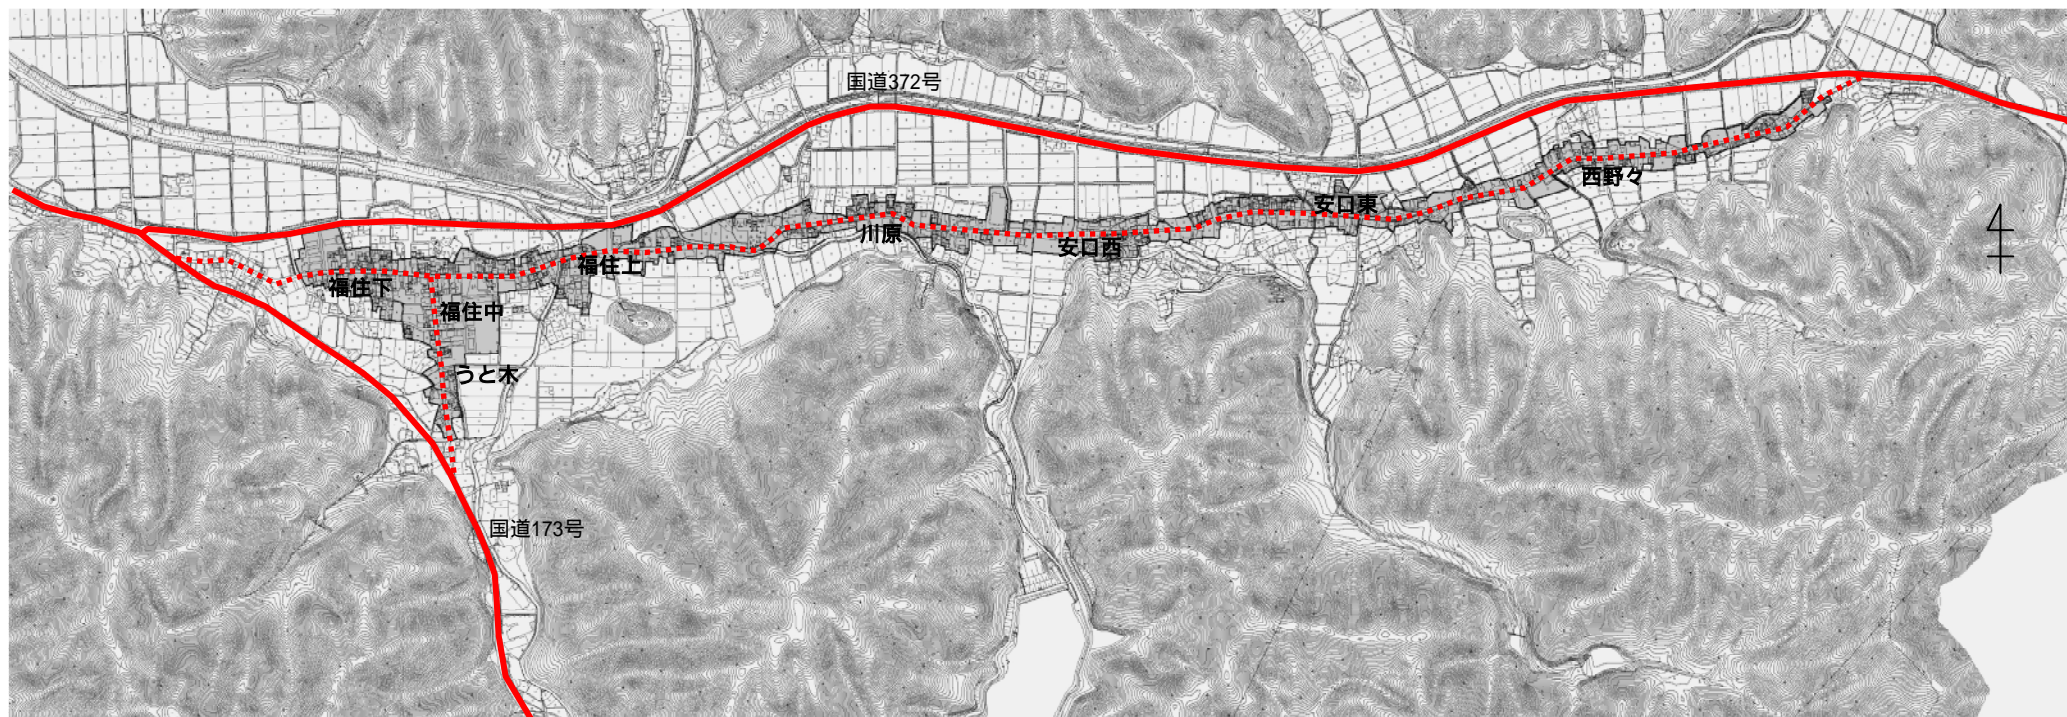 国道372号
西野々
安口東
川原
安口西
福住上
福住下
福住中
うと木
国道173号